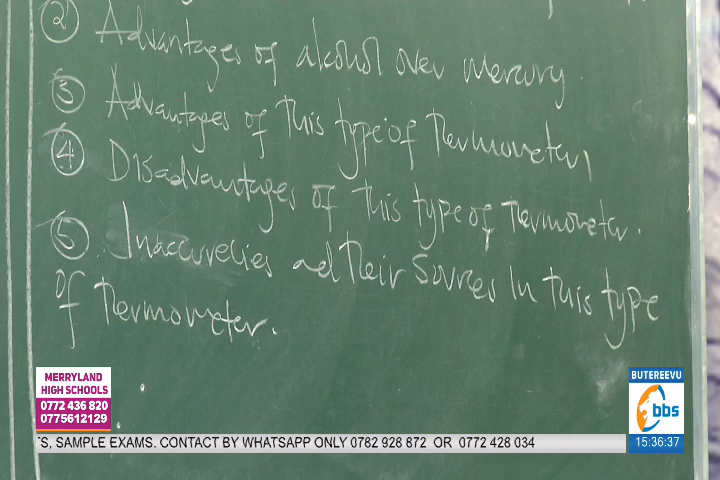 ② Advantages of alcohol over mercury.
③ Advantages of this type of thermometer,
④ Disadvantages of this type of thermometer.
⑤ Inaccurecies and their Sources in this type
of thermometer.
MERRYLAND
HIGH SCHOOLS
0772 436 820
0775612129
BUTEREEVU
bbs
'S, SAMPLE EXAMS. CONTACT BY WHATSAPP ONLY 0782 928 872 OR 0772 428 034
15:36:37